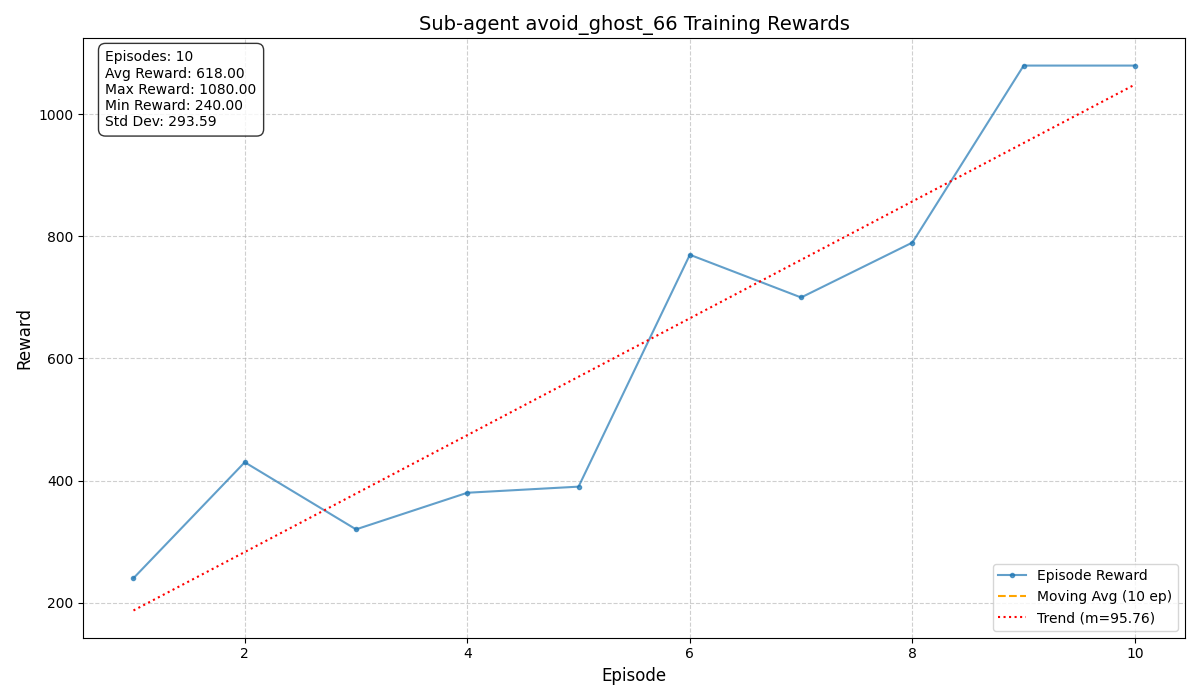 Sub-agent avoid_ghost_66 Training Rewards
Episodes: 10
Avg Reward: 618.00
Max Reward: 1080.00
Min Reward: 240.00
Std Dev: 293.59
1000
800
600
400
200
Reward
2 4 6 8 10
Episode
Episode Reward
Moving Avg (10 ep)
Trend (m=95.76)